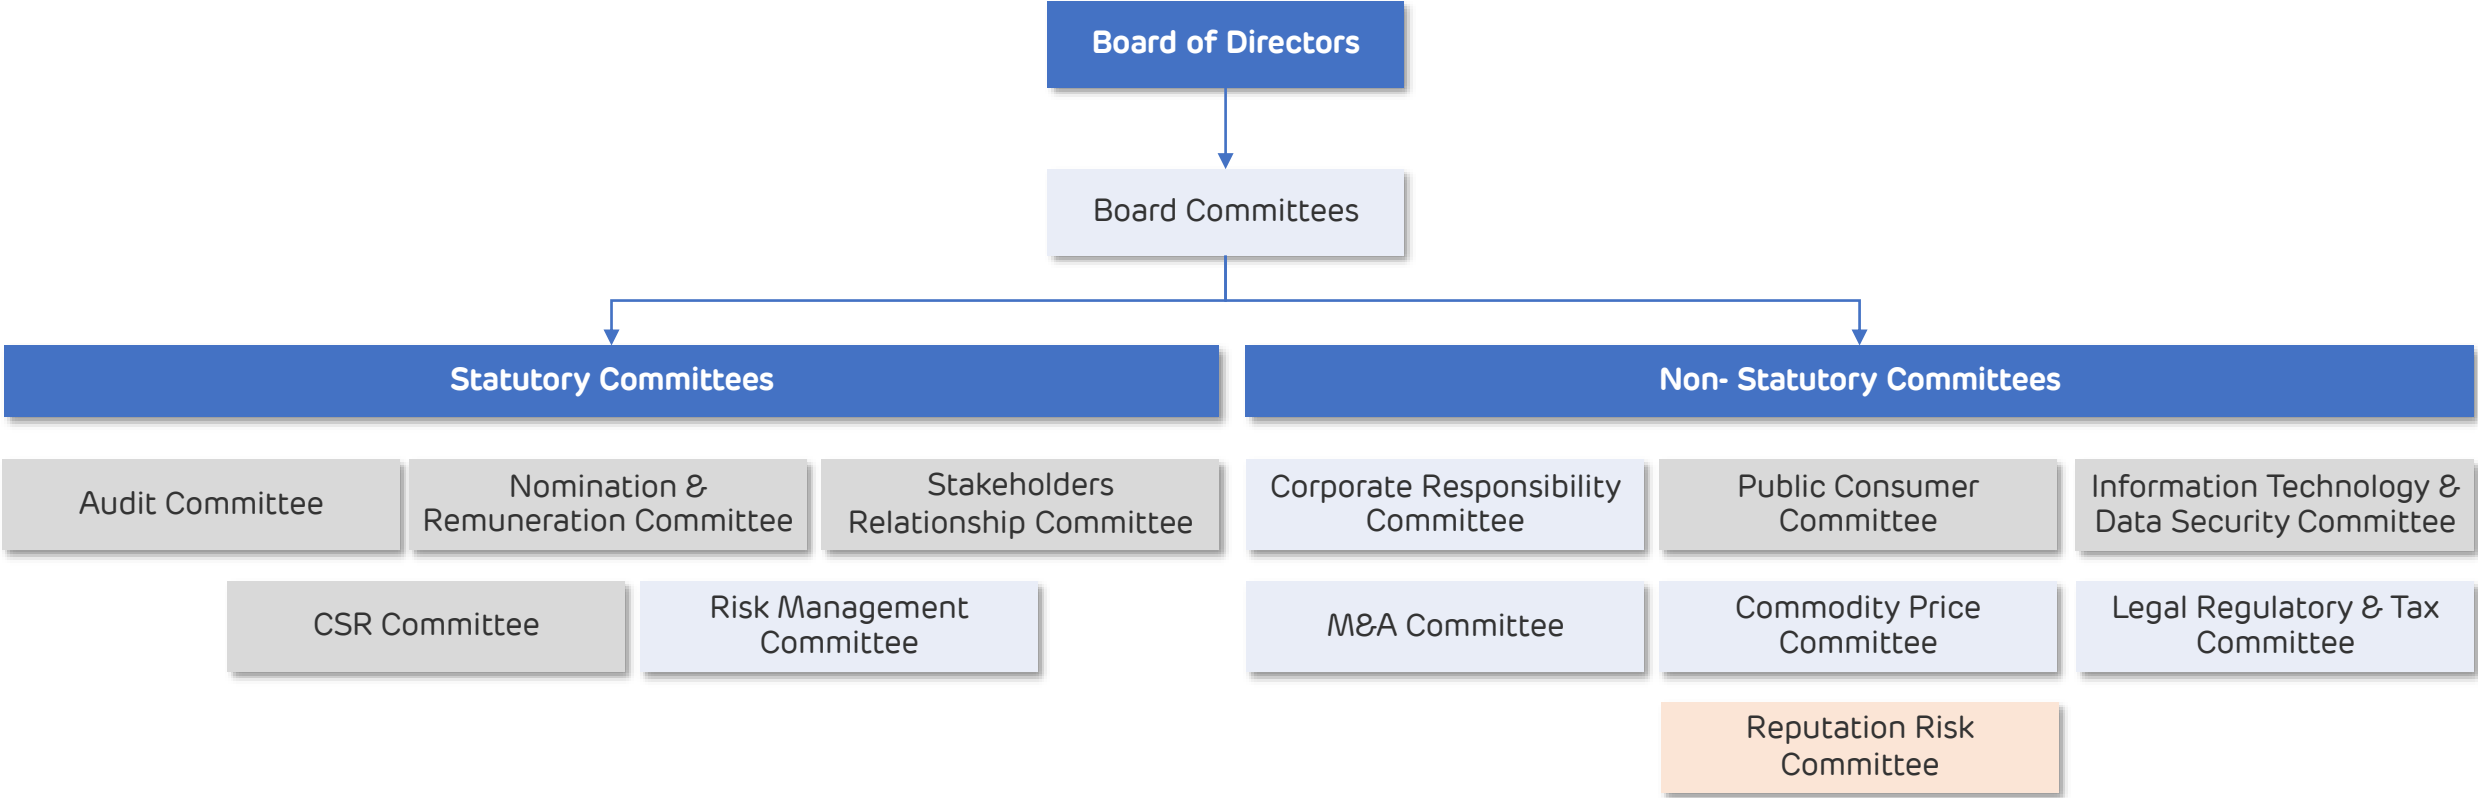 Board of Directors
Board Committees
Statutory Committees
Non- Statutory Committees
Audit Committee
Nomination &
Remuneration Committee
Stakeholders
Relationship Committee
Corporate Responsibility
Committee
Public Consumer
Committee
Information Technology &
Data Security Committee
CSR Committee
Risk Management
Committee
M&A Committee
Commodity Price
Committee
Legal Regulatory & Tax
Committee
Reputation Risk
Committee